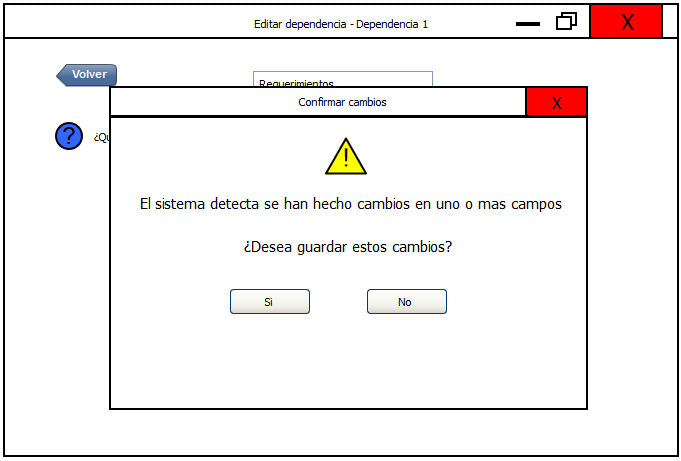 Editar dependencia - Dependencia 1
X
Volver
Requerimientos
Confirmar cambios
X
?
¿Qu
!
El sistema detecta se han hecho cambios en uno o mas campos
¿Desea guardar estos cambios?
Si
No